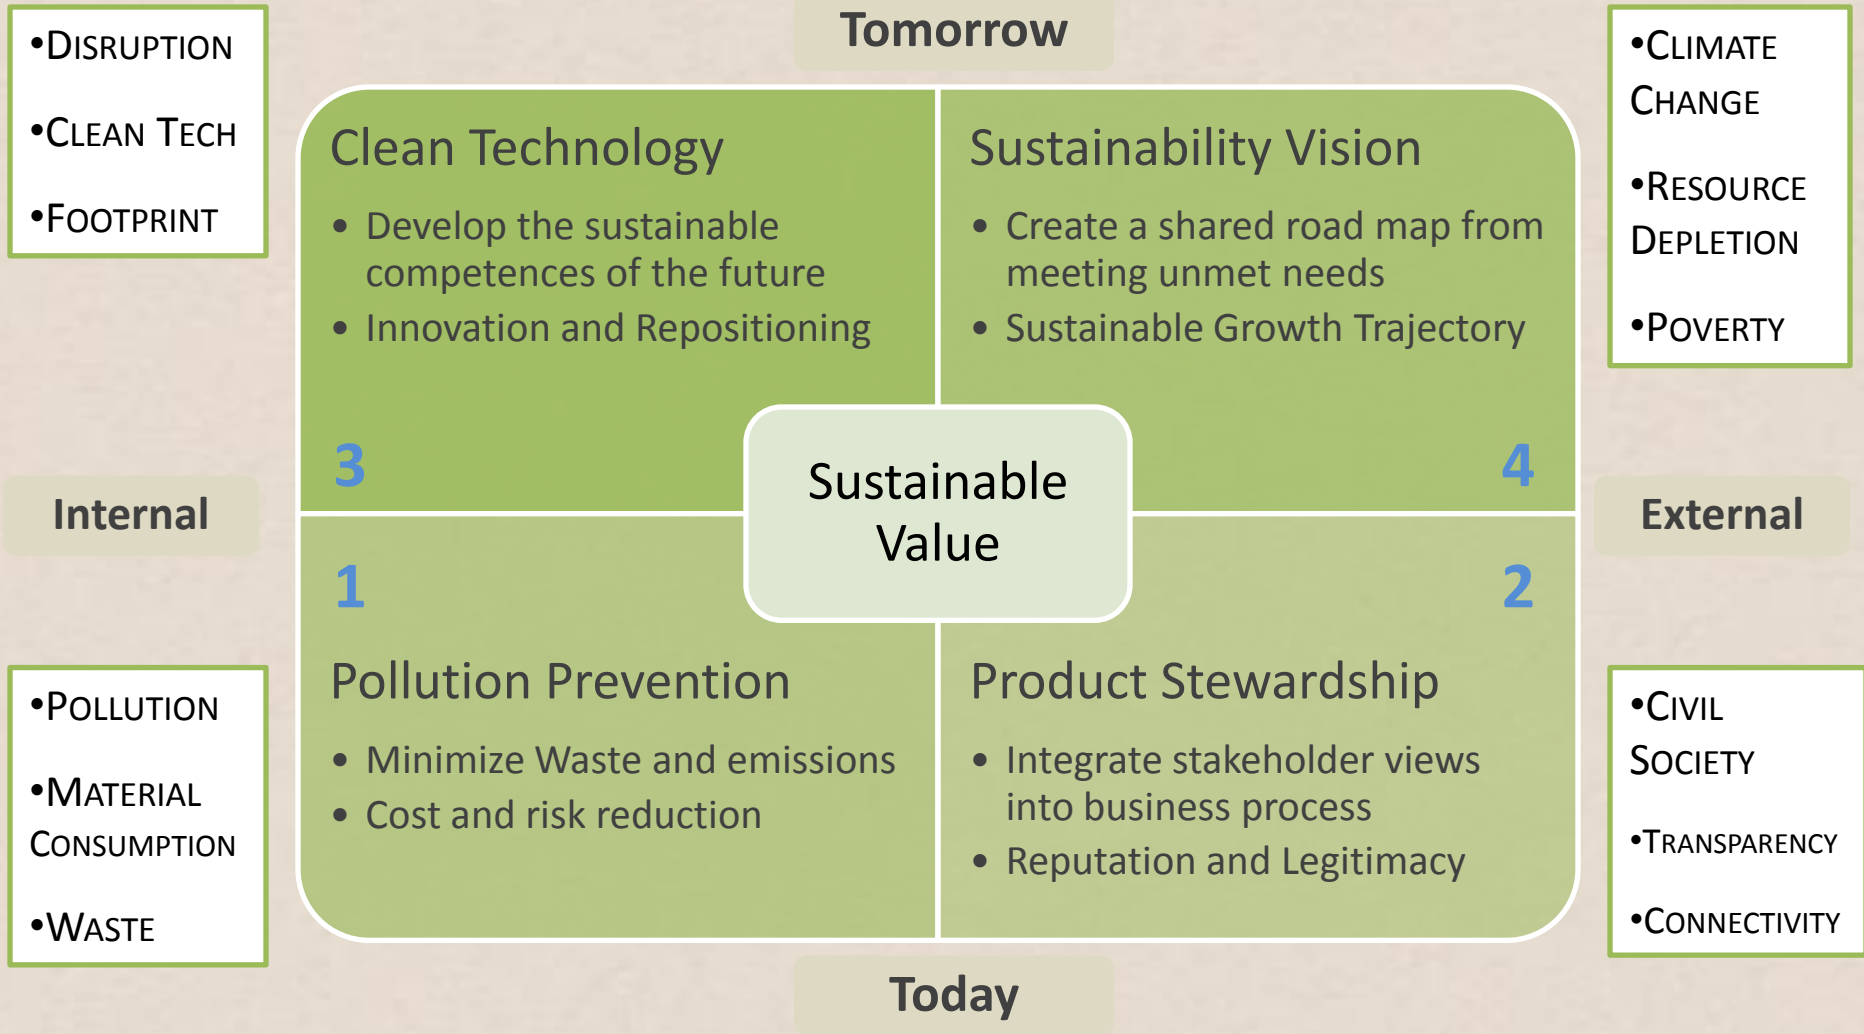 Tomorrow
•DISRUPTION
•CLEAN TECH
•FOOTPRINT
Clean Technology
• Develop the sustainable
competences of the future
• Innovation and Repositioning
3
Sustainability Vision
• Create a shared road map from
meeting unmet needs
• Sustainable Growth Trajectory
4
•CLIMATE
CHANGE
•RESOURCE
DEPLETION
•POVERTY
Internal
Sustainable
Value
External
•POLLUTION
•MATERIAL
CONSUMPTION
•WASTE
1
Pollution Prevention
• Minimize Waste and emissions
• Cost and risk reduction
2
Product Stewardship
• Integrate stakeholder views
into business process
• Reputation and Legitimacy
•CIVIL
SOCIETY
•TRANSPARENCY
•CONNECTIVITY
Today